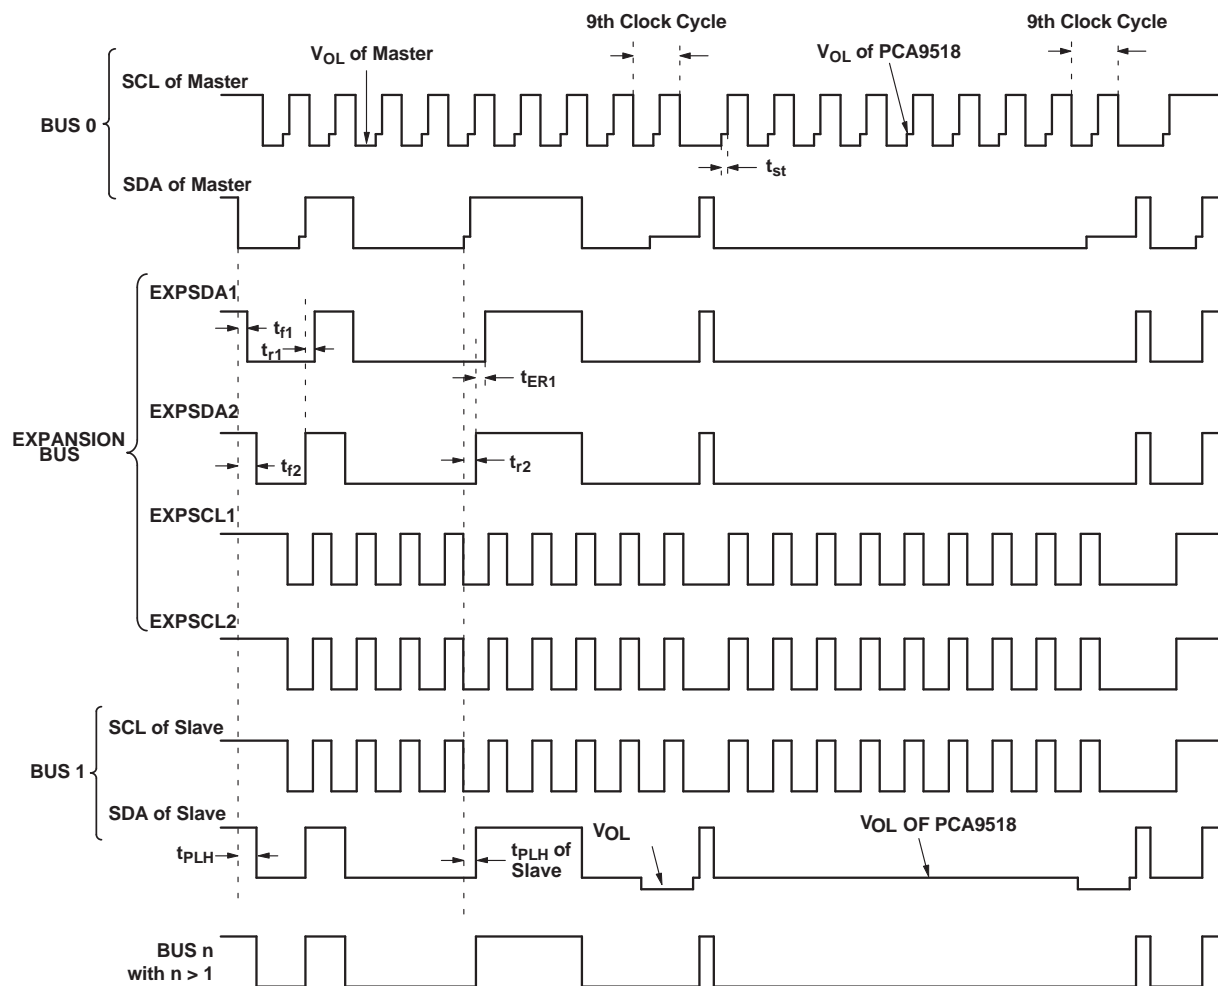 9th Clock Cycle
9th Clock Cycle
VOL of Master
VOL of PCA9518
SCL of Master
BUS 0
tst
SDA of Master
EXPSDA1
tf1
tr1
tER1
EXPSDA2
EXPANSION
BUS
tf2
tr2
EXPSCL1
EXPSCL2
SCL of Slave
BUS 1
SDA of Slave
VOL
VOL OF PCA9518
tPLH
tPLH of
Slave
BUS n
with n > 1